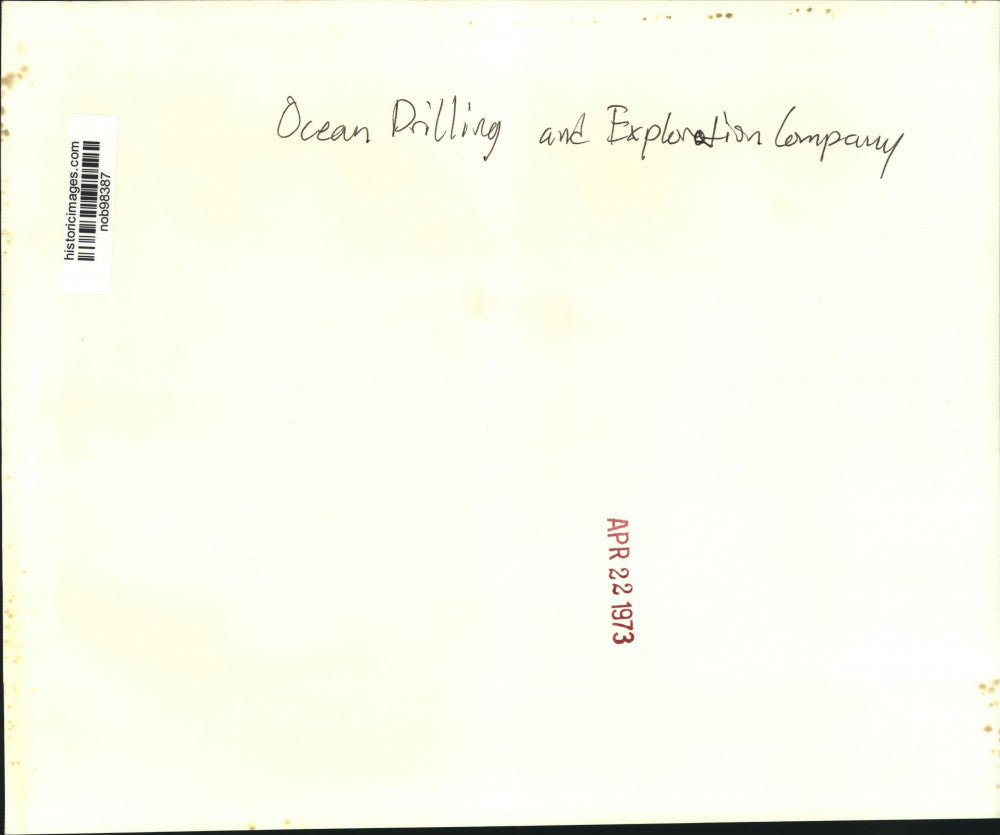 Ocean Drilling and Exploration Company
historicimages.com
nob98387
APR 22 1973